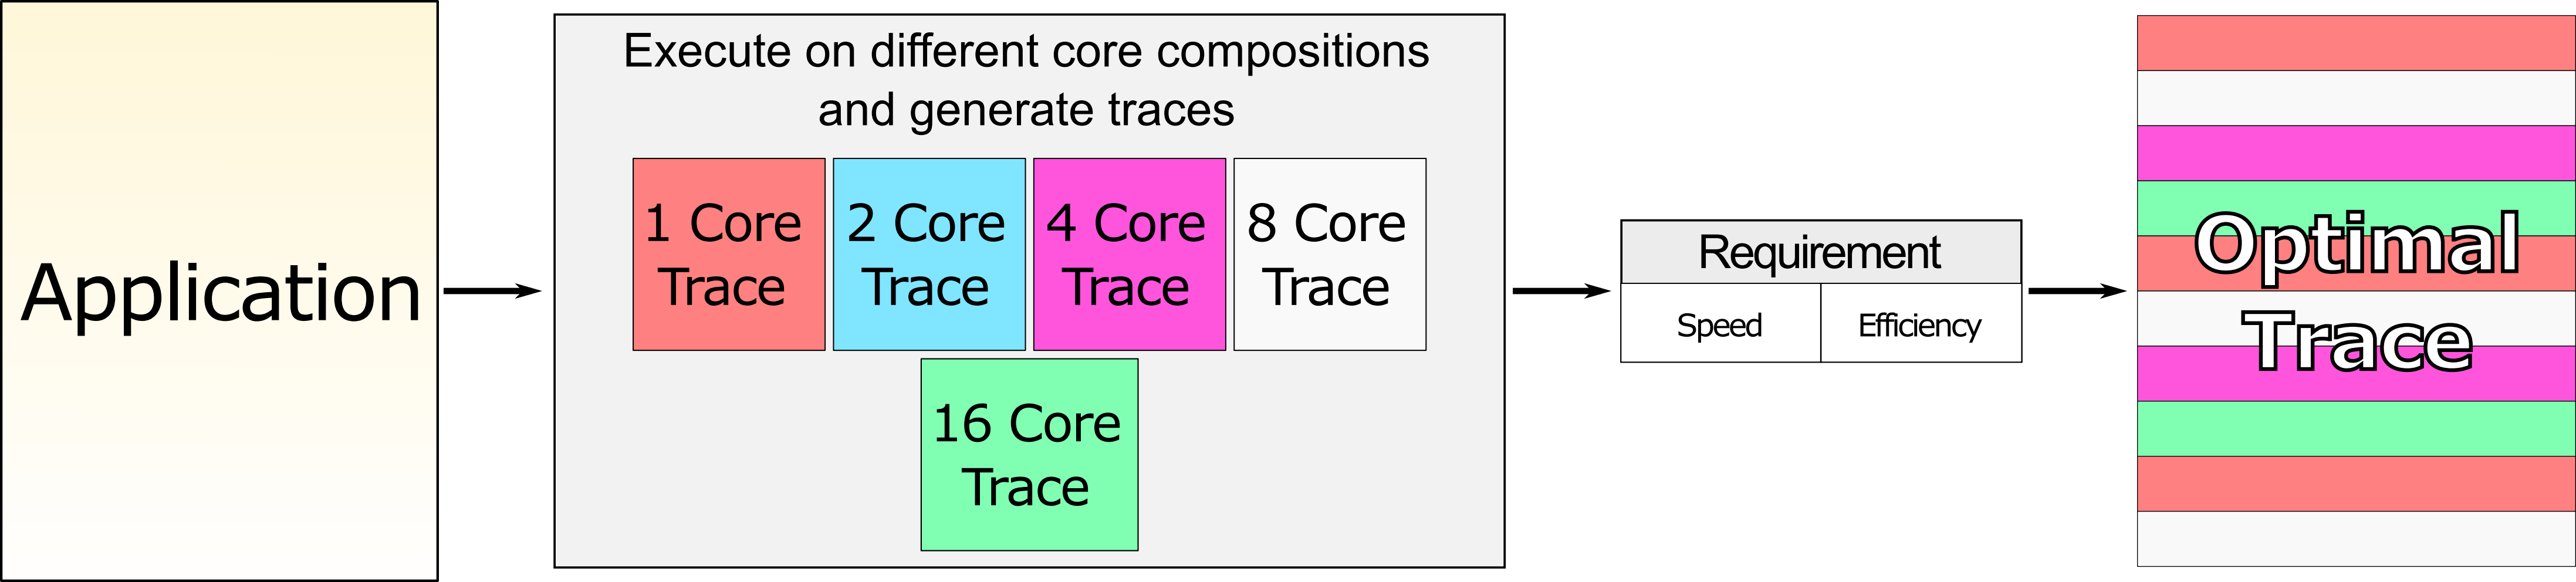 Application
Execute on different core compositions
and generate traces
1 Core
Trace
2 Core
Trace
4 Core
Trace
8 Core
Trace
16 Core
Trace
Requirement
Speed
Efficiency
Optimal
Trace